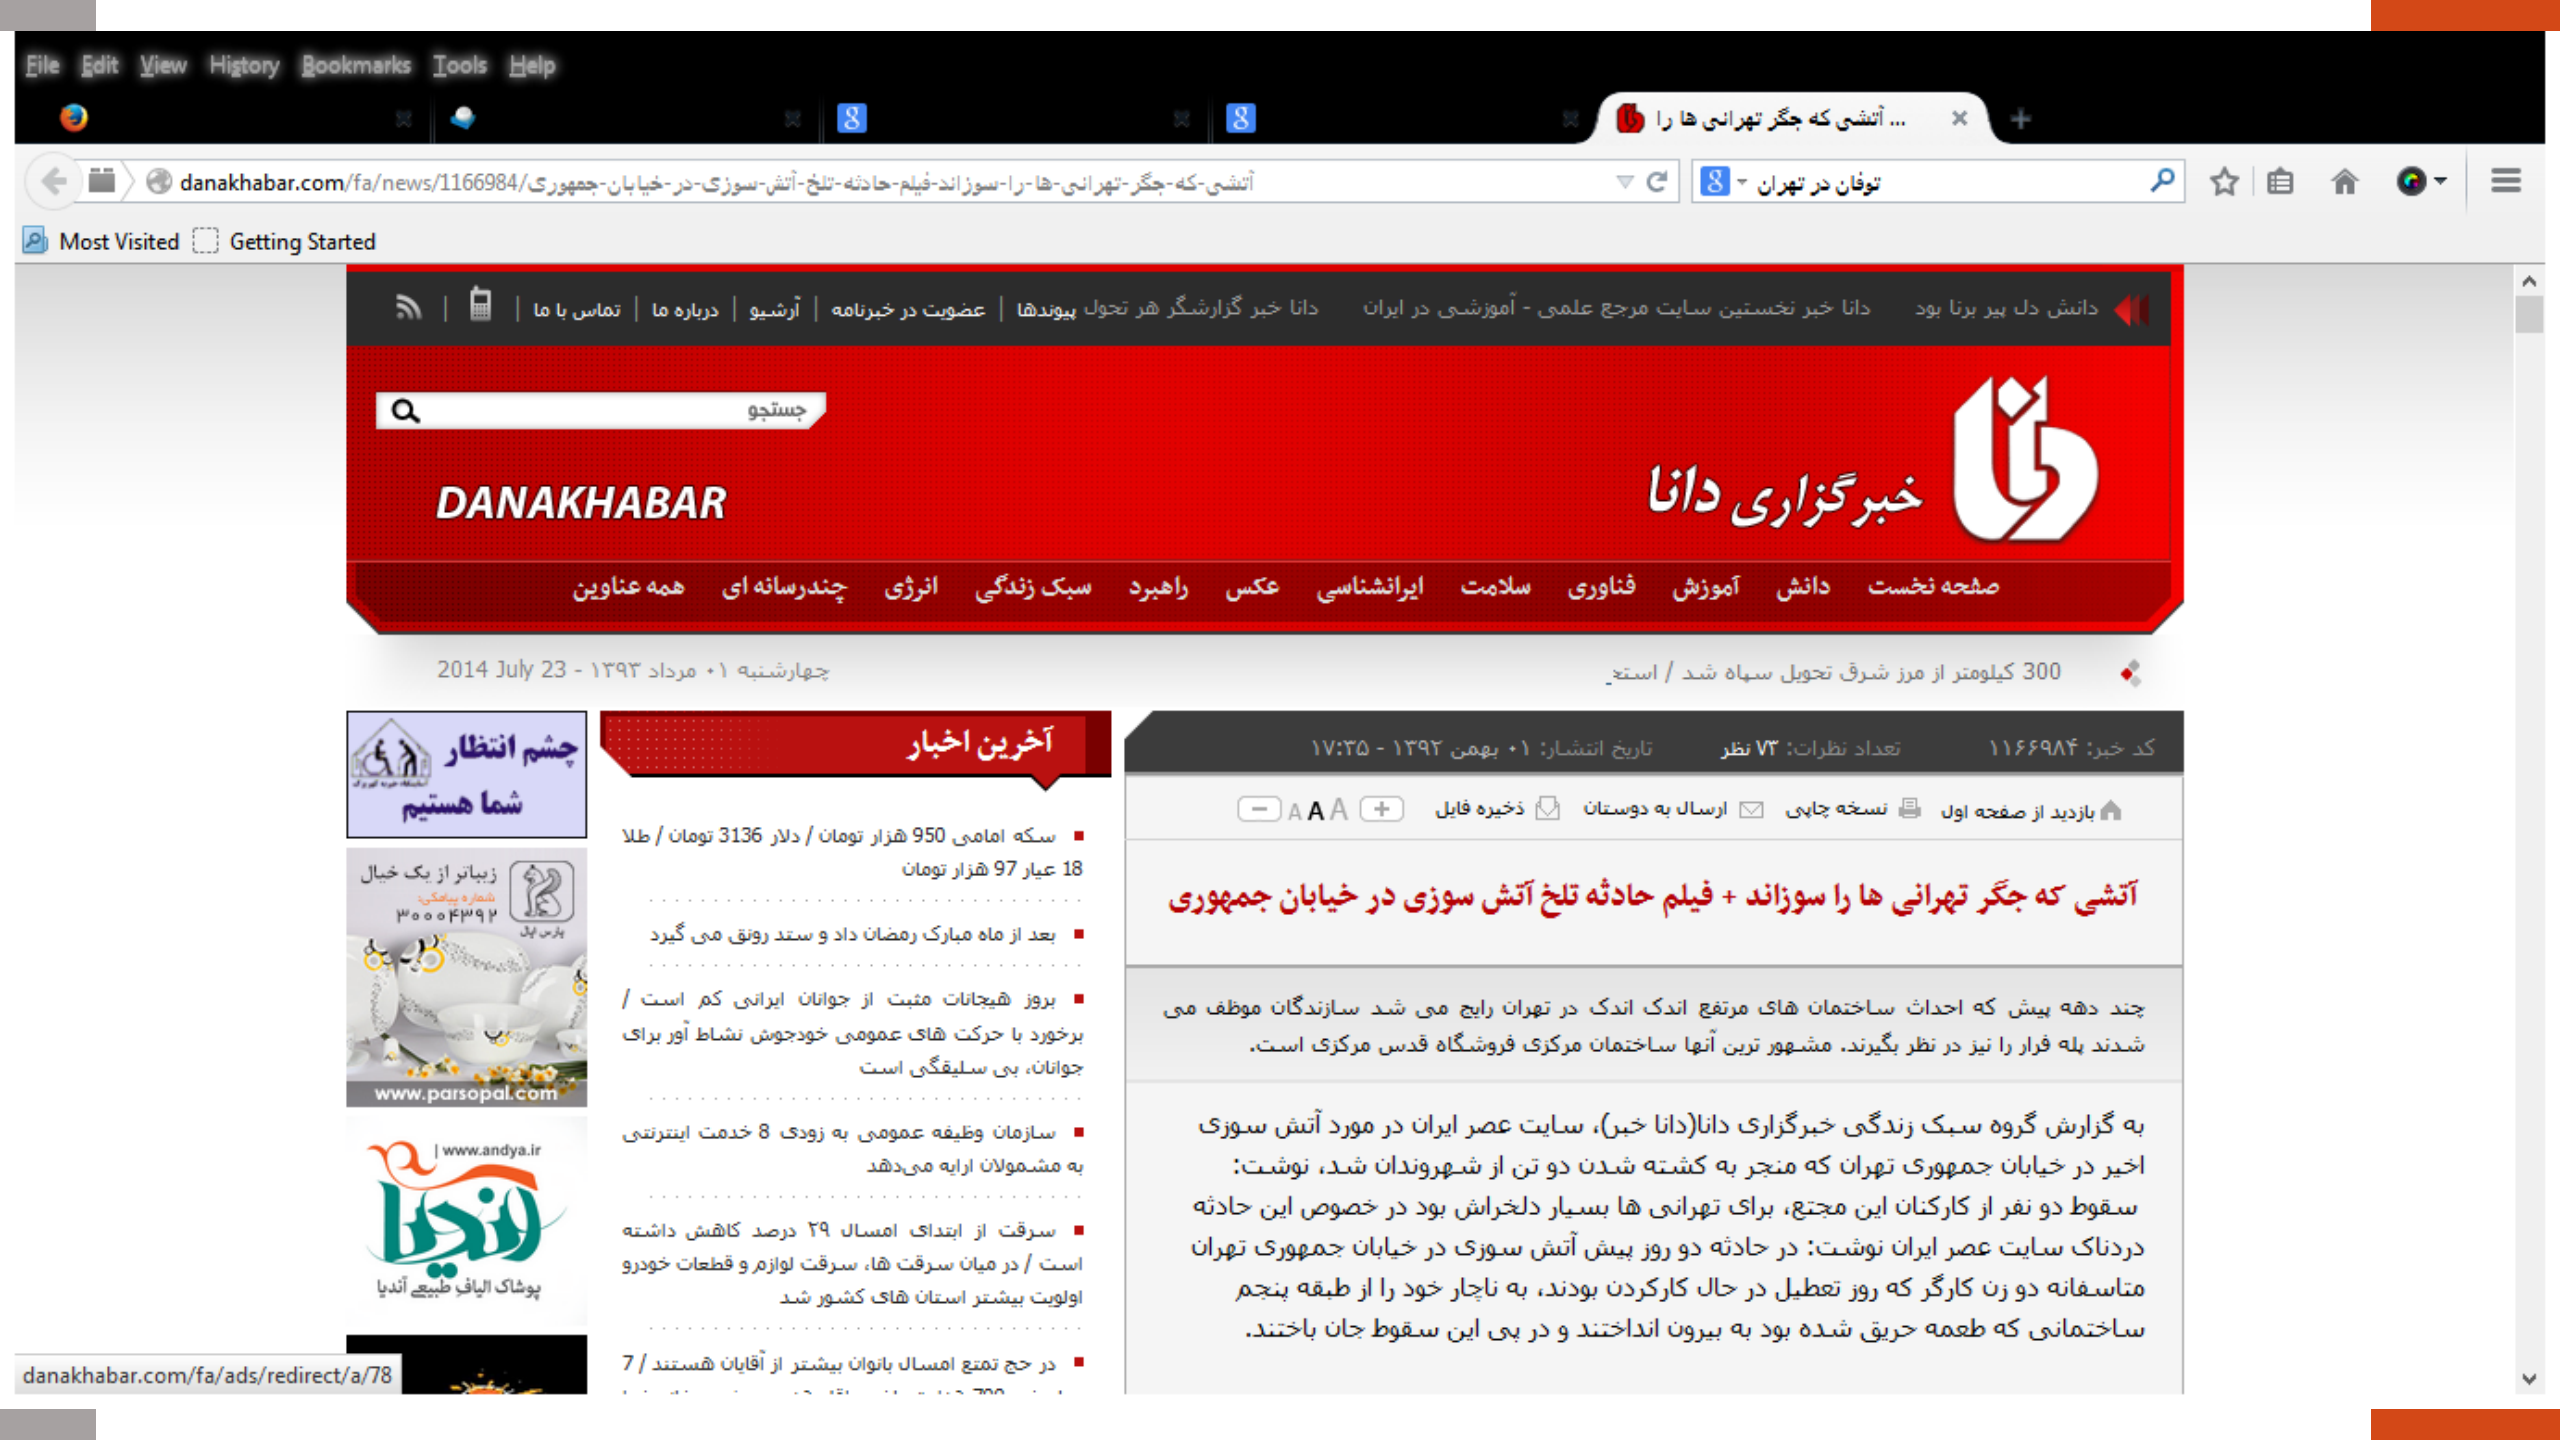 File Edit View History Bookmarks Tools Help
آتشی که جگر تهرانی ها را ...
danakhabar.com/fa/news/1166984/آتشی-که-جگر-تهرانی-ها-را-سوزاند-فیلم-حادثه-تلخ-آتش-سوزی-در-خیابان-جمهوری
توفان در تهران
Most Visited Getting Started
دانش دل پیر برنا بود دانا خبر نخستین سایت مرجع علمی - آموزشی در ایران دانا خبر گزارشگر هر تحول
پیوندها | عضویت در خبرنامه | آرشیو | درباره ما | تماس با ما |
جستجو
خبرگزاری دانا
DANAKHABAR
صفحه نخست دانش آموزش فناوری سلامت ایرانشناسی عکس راهبرد سبک زندگی انرژی چندرسانه ای همه عناوین
300 کیلومتر از مرز شرق تحویل سپاه شد / استح_
چهارشنبه ۰۱ مرداد ۱۳۹۳ - 2014 July 23
کد خبر: ۱۱۶۶۹۸۴ تعداد نظرات: ۷۳ نظر تاریخ انتشار: ۰۱ بهمن ۱۳۹۲ - ۱۷:۳۵
بازدید از صفحه اول نسخه چاپی ارسال به دوستان ذخیره فایل A A A
آتشی که جگر تهرانی ها را سوزاند + فیلم حادثه تلخ آتش سوزی در خیابان جمهوری
چند دهه پیش که احداث ساختمان های مرتفع اندک اندک در تهران رایج می شد سازندگان موظف می
شدند پله فرار را نیز در نظر بگیرند. مشهور ترین آنها ساختمان مرکزی فروشگاه قدس مرکزی است.
به گزارش گروه سبک زندگی خبرگزاری دانا(دانا خبر)، سایت عصر ایران در مورد آتش سوزی
اخیر در خیابان جمهوری تهران که منجر به کشته شدن دو تن از شهروندان شد، نوشت:
سقوط دو نفر از کارکنان این مجتع، برای تهرانی ها بسیار دلخراش بود در خصوص این حادثه
دردناک سایت عصر ایران نوشت: در حادثه دو روز پیش آتش سوزی در خیابان جمهوری تهران
متاسفانه دو زن کارگر که روز تعطیل در حال کارکردن بودند، به ناچار خود را از طبقه پنجم
ساختمانی که طعمه حریق شده بود به بیرون انداختند و در پی این سقوط جان باختند.
آخرین اخبار
سکه امامی 950 هزار تومان / دلار 3136 تومان / طلا
18 عیار 97 هزار تومان
بعد از ماه مبارک رمضان داد و ستد رونق می گیرد
بروز هیجانات مثبت از جوانان ایرانی کم است /
برخورد با حرکت های عمومی خودجوش نشاط آور برای
جوانان، بی سلیقگی است
سازمان وظیفه عمومی به زودی 8 خدمت اینترنتی
به مشمولان ارایه می‌دهد
سرقت از ابتدای امسال ۲۹ درصد کاهش داشته
است / در میان سرقت ها، سرقت لوازم و قطعات خودرو
اولویت بیشتر استان های کشور شد
در حج تمتع امسال بانوان بیشتر از آقایان هستند / 7
چشم انتظار
شما هستیم
زیباتر از یک خیال
شماره پیامکی:
۳۰۰۰۴۳۹۲
پارس اپال
www.parsopal.com
www.andya.ir |
آندیا
پوشاک الیاف طبیعی آندیا
danakhabar.com/fa/ads/redirect/a/78